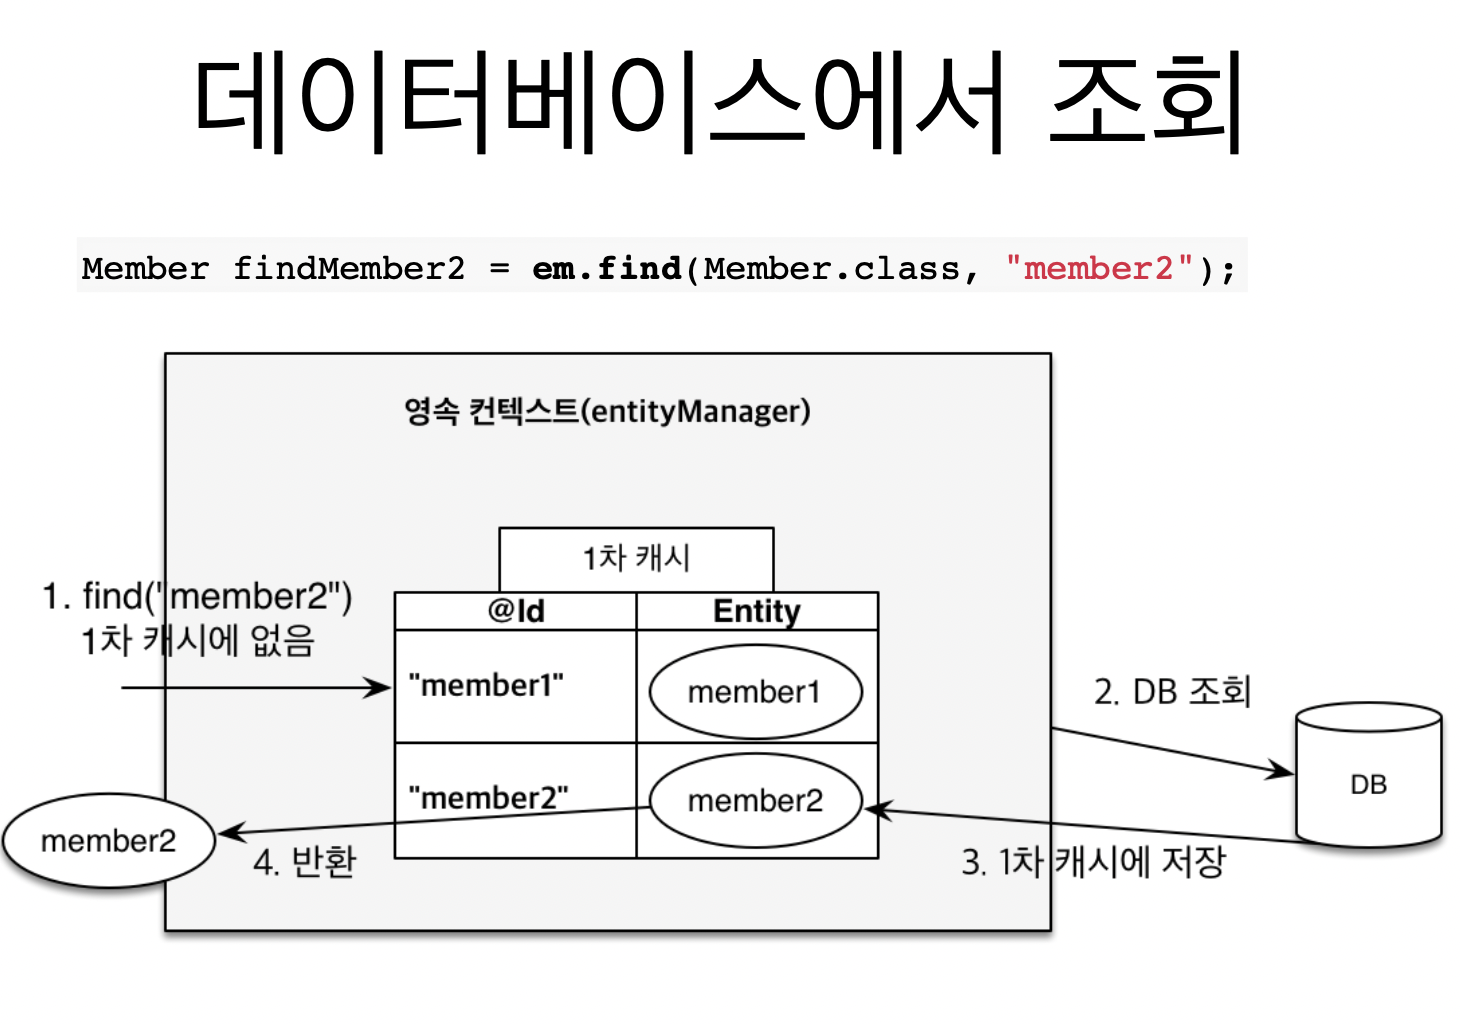 데이터베이스에서 조회
Member findMember2 = em.find(Member.class, "member2");
영속 컨텍스트(entityManager)
1차 캐시
1. find("member2")
1차 캐시에 없음
@Id
Entity
"member1"
member1
2. DB 조회
DB
"member2"
member2
member2
4. 반환
3. 1차 캐시에 저장